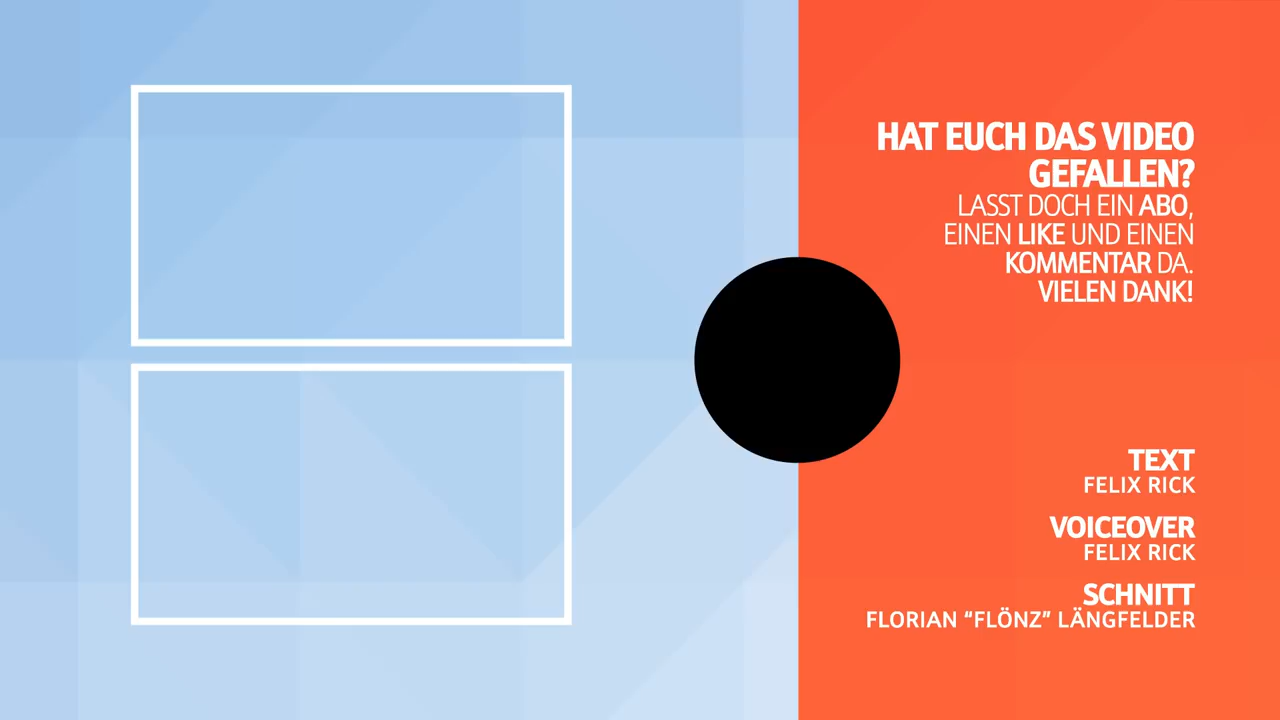 HAT EUCH DAS VIDEO
GEFALLEN?
LASST DOCH EIN ABO,
EINEN LIKE UND EINEN
KOMMENTAR DA.
VIELEN DANK!
TEXT
FELIX RICK
VOICEOVER
FELIX RICK
SCHNITT
FLORIAN “FLÖNZ” LÄNGFELDER